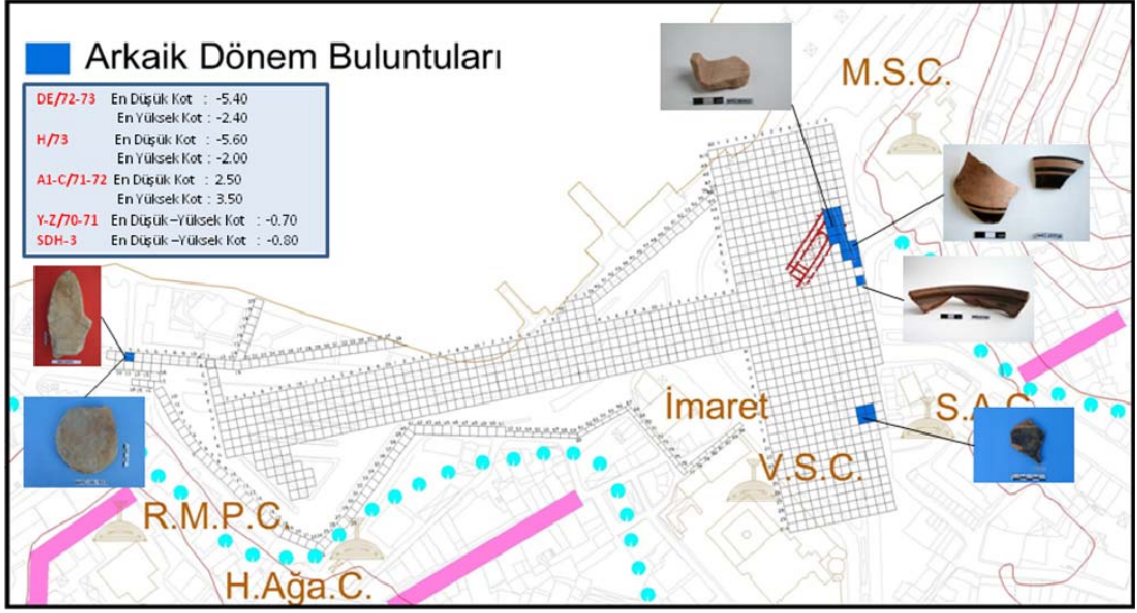 Arkaik Dönem Buluntuları
DE/72-73 En Düşük Kot : -5.40
En Yüksek Kot : -2.40
H/73 En Düşük Kot : -5.60
En Yüksek Kot : -2.00
A1-C/71-72 En Düşük Kot : 2.50
En Yüksek Kot : 3.50
Y-Z/70-71 En Düşük –Yüksek Kot : -0.70
SDH-3 En Düşük –Yüksek Kot : -0.80
M.S.C.
İmaret
S.A.C.
V.S.C.
R.M.P.C.
H.Ağa.C.